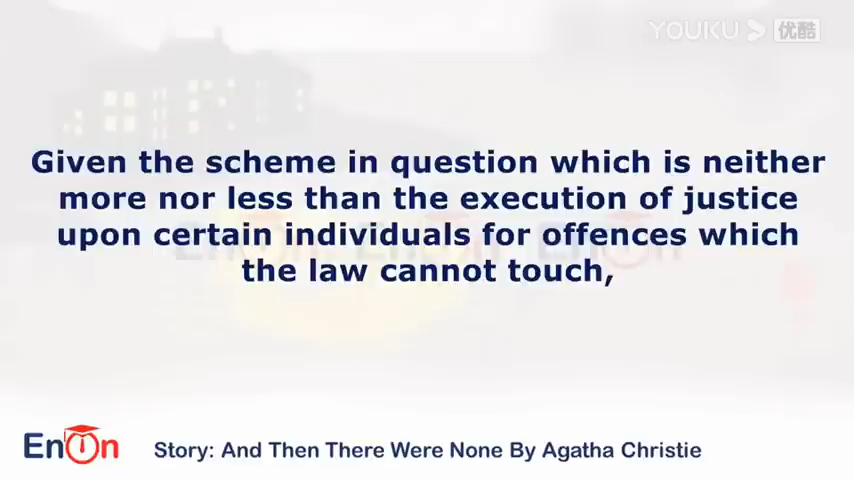 YOUKU 优酷
Given the scheme in question which is neither
more nor less than the execution of justice
upon certain individuals for offences which
the law cannot touch,
EnOn
Story: And Then There Were None By Agatha Christie